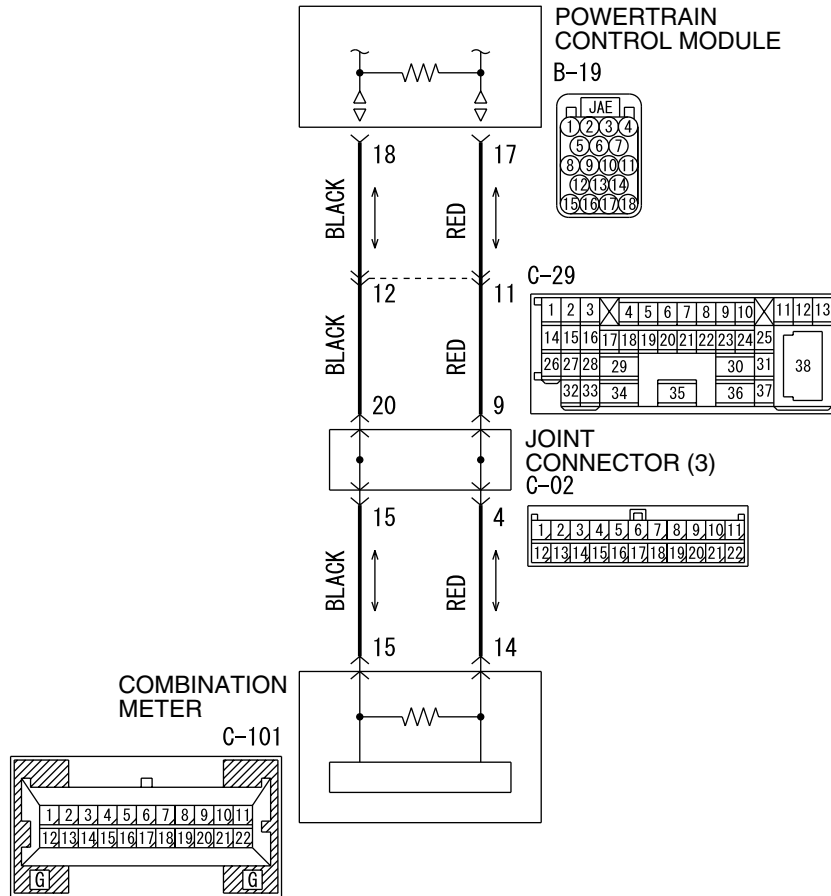 POWERTRAIN
CONTROL MODULE
B-19
JAE
1 2 3 4
5 6 7
8 9 10 11
12 13 14
15 16 17 18
18 17
BLACK RED
C-29
12 11
1 2 3 4 5 6 7 8 9 10 11 12 13
14 15 16 17 18 19 20 21 22 23 24 25
26 27 28 29 30 31 38
32 33 34 35 36 37
BLACK RED
20 9
JOINT
CONNECTOR (3)
C-02
1 2 3 4 5 6 7 8 9 10 11
12 13 14 15 16 17 18 19 20 21 22
15 4
BLACK RED
15 14
COMBINATION
METER
C-101
1 2 3 4 5 6 7 8 9 10 11
12 13 14 15 16 17 18 19 20 21 22
G G